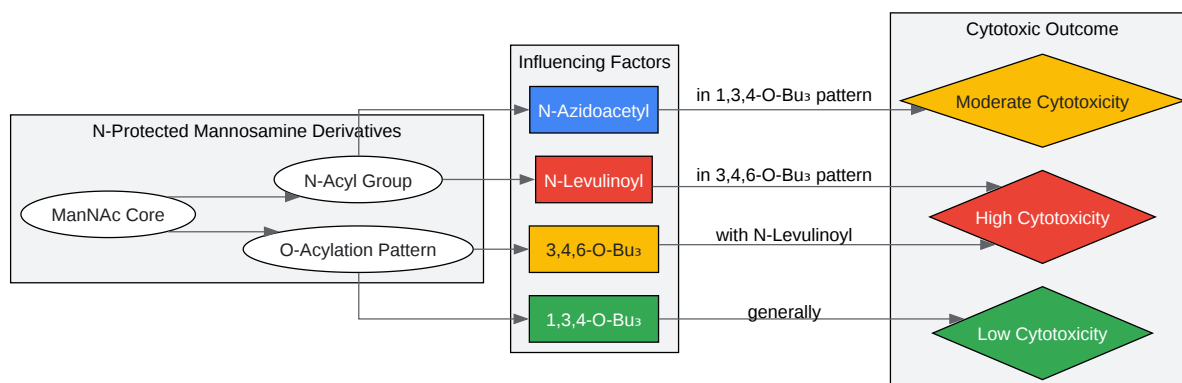 N-Protected Mannosamine Derivatives
ManNAc Core
N-Acyl Group
O-Acylation Pattern
Influencing Factors
N-Azidoacetyl
N-Levulinoyl
3,4,6-O-Bu₃
1,3,4-O-Bu₃
in 1,3,4-O-Bu₃ pattern
in 3,4,6-O-Bu₃ pattern
with N-Levulinoyl
generally
Cytotoxic Outcome
Moderate Cytotoxicity
High Cytotoxicity
Low Cytotoxicity